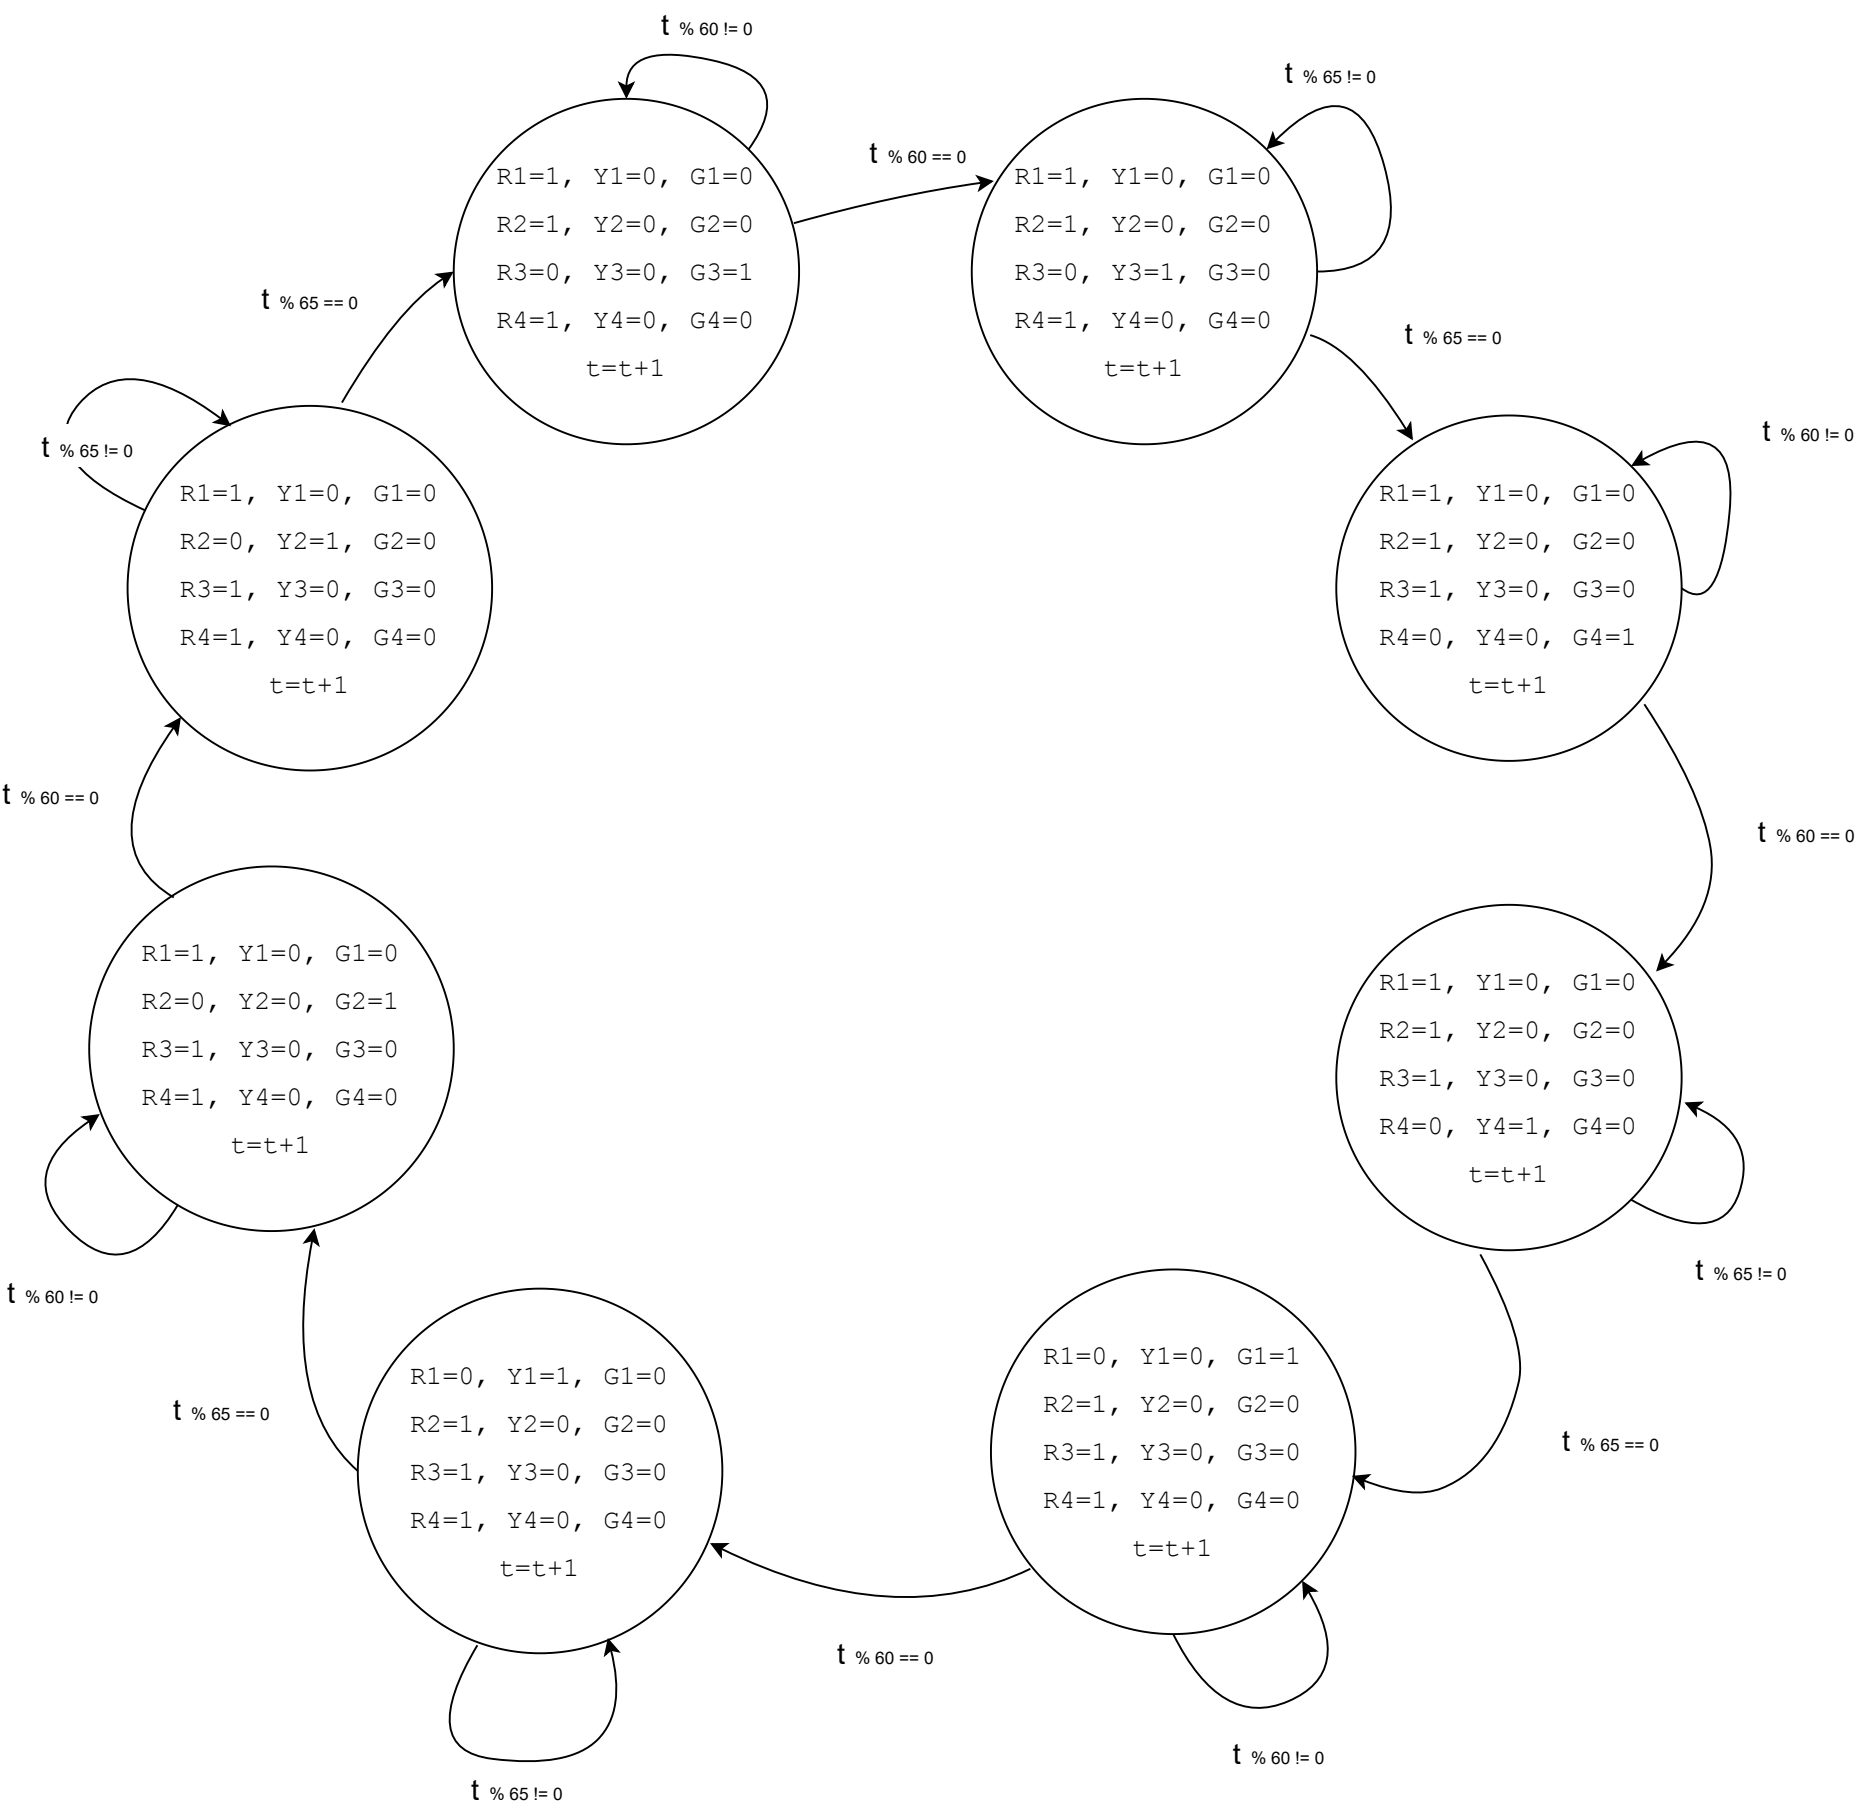 t % 60 != 0
R1=1, Y1=0, G1=0
R2=1, Y2=0, G2=0
R3=0, Y3=0, G3=1
R4=1, Y4=0, G4=0
t=t+1
t % 60 == 0
t % 65 != 0
R1=1, Y1=0, G1=0
R2=1, Y2=0, G2=0
R3=0, Y3=1, G3=0
R4=1, Y4=0, G4=0
t=t+1
t % 65 == 0
t % 60 != 0
R1=1, Y1=0, G1=0
R2=1, Y2=0, G2=0
R3=1, Y3=0, G3=0
R4=0, Y4=0, G4=1
t=t+1
t % 60 == 0
R1=1, Y1=0, G1=0
R2=1, Y2=0, G2=0
R3=1, Y3=0, G3=0
R4=0, Y4=1, G4=0
t=t+1
t % 65 != 0
t % 65 == 0
R1=0, Y1=0, G1=1
R2=1, Y2=0, G2=0
R3=1, Y3=0, G3=0
R4=1, Y4=0, G4=0
t=t+1
t % 60 != 0
t % 60 == 0
R1=0, Y1=1, G1=0
R2=1, Y2=0, G2=0
R3=1, Y3=0, G3=0
R4=1, Y4=0, G4=0
t=t+1
t % 65 != 0
t % 65 == 0
R1=1, Y1=0, G1=0
R2=0, Y2=0, G2=1
R3=1, Y3=0, G3=0
R4=1, Y4=0, G4=0
t=t+1
t % 60 != 0
t % 60 == 0
R1=1, Y1=0, G1=0
R2=0, Y2=1, G2=0
R3=1, Y3=0, G3=0
R4=1, Y4=0, G4=0
t=t+1
t % 65 != 0
t % 65 == 0